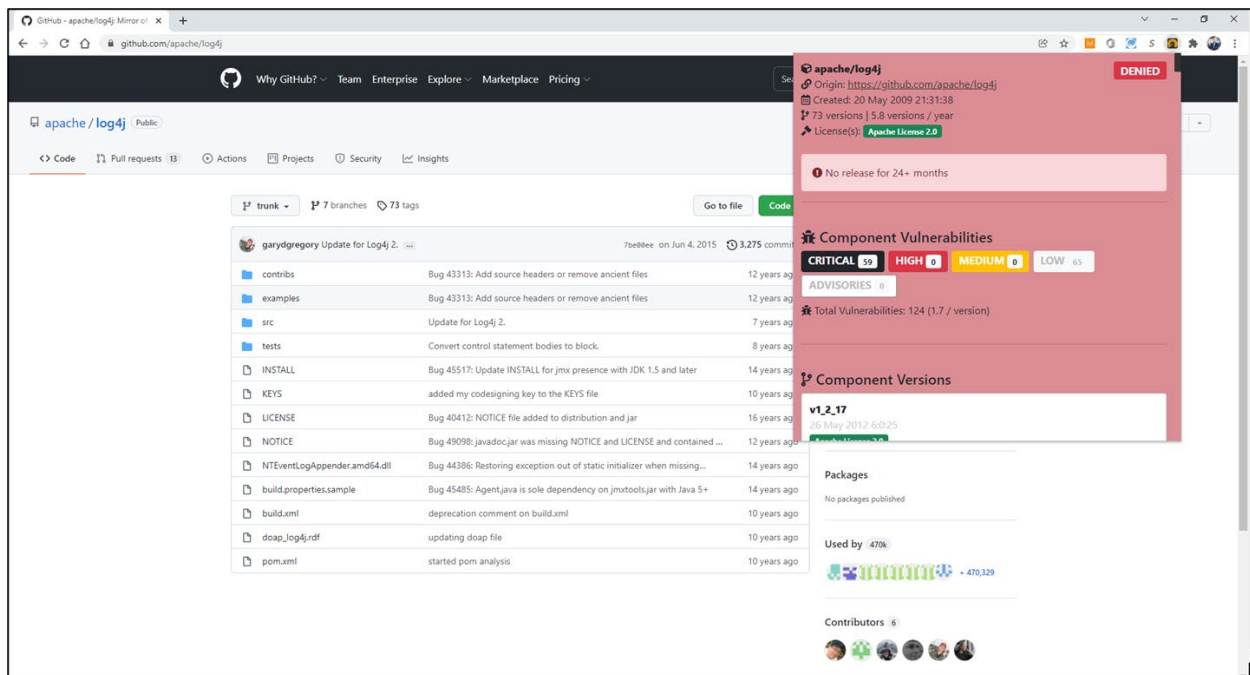 GitHub - apache/log4j: Mirror of
github.com/apache/log4j
Why GitHub? Team Enterprise Explore Marketplace Pricing
apache / log4j Public
<> Code Pull requests 13 Actions Projects Security Insights
trunk 7 branches 73 tags Go to file Code
garydgregory Update for Log4j 2. ... 7be00ee on Jun 4, 2015 3,275
contribs Bug 43313: Add source headers or remove ancient files 12 years
examples Bug 43313: Add source headers or remove ancient files 12 years
src Update for Log4j 2. 7 years
tests Convert control statement bodies to block. 8 years
INSTALL Bug 45517: Update INSTALL for jmx presence with JDK 1.5 and later 14 years
KEYS added my codesigning key to the KEYS file 10 years
LICENSE Bug 40412: NOTICE file added to distribution and jar 16 years
NOTICE Bug 49098: javadoc.jar was missing NOTICE and LICENSE and contained ... 12 years ago
NTEventLogAppender.amd64.dll Bug 44386: Restoring exception out of static initializer when missing... 14 years ago
build.properties.sample Bug 45485: Agent.java is sole dependency on jmxtools.jar with Java 5+ 14 years ago
build.xml deprecation comment on build.xml 10 years ago
doap_log4j.rdf updating doap file 10 years ago
pom.xml started pom analysis 10 years ago
apache/log4j DENIED
Origin: https://github.com/apache/log4j
Created: 20 May 2009 21:31:38
73 versions | 5.8 versions / year
License(s): Apache License 2.0
No release for 24+ months
Component Vulnerabilities
CRITICAL 59 HIGH 0 MEDIUM 0 LOW 65
ADVISORIES 0
Total Vulnerabilities: 124 (1.7 / version)
Component Versions
v1_2_17
26 May 2012 6:0:25
Apache License 2.0
Packages
No packages published
Used by 470k
+ 470,329
Contributors 6